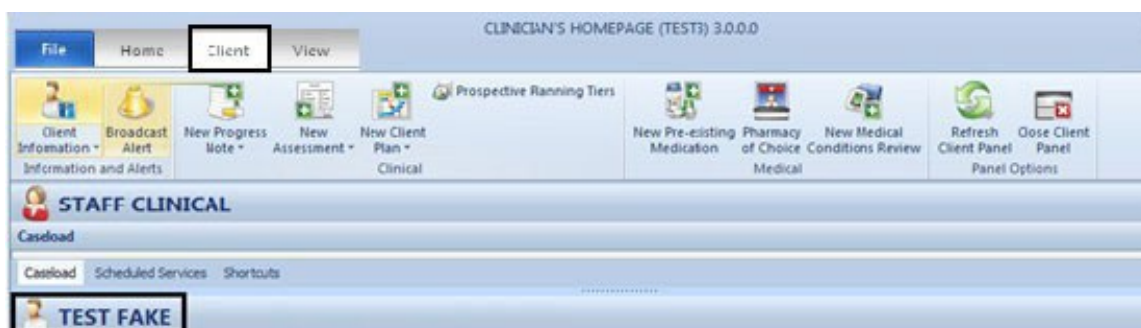 CLINICIAN'S HOMEPAGE (TEST3) 3.0.0.0
File Home Client View
Prospective Planning Tiers
Client Information Broadcast Alert New Progress Note New Assessment New Client Plan New Pre-existing Medication Pharmacy of Choice New Medical Conditions Review Refresh Client Panel Close Client Panel
Information and Alerts Clinical Medical Panel Options
STAFF CLINICAL
Caseload
Caseload Scheduled Services Shortcuts
TEST FAKE